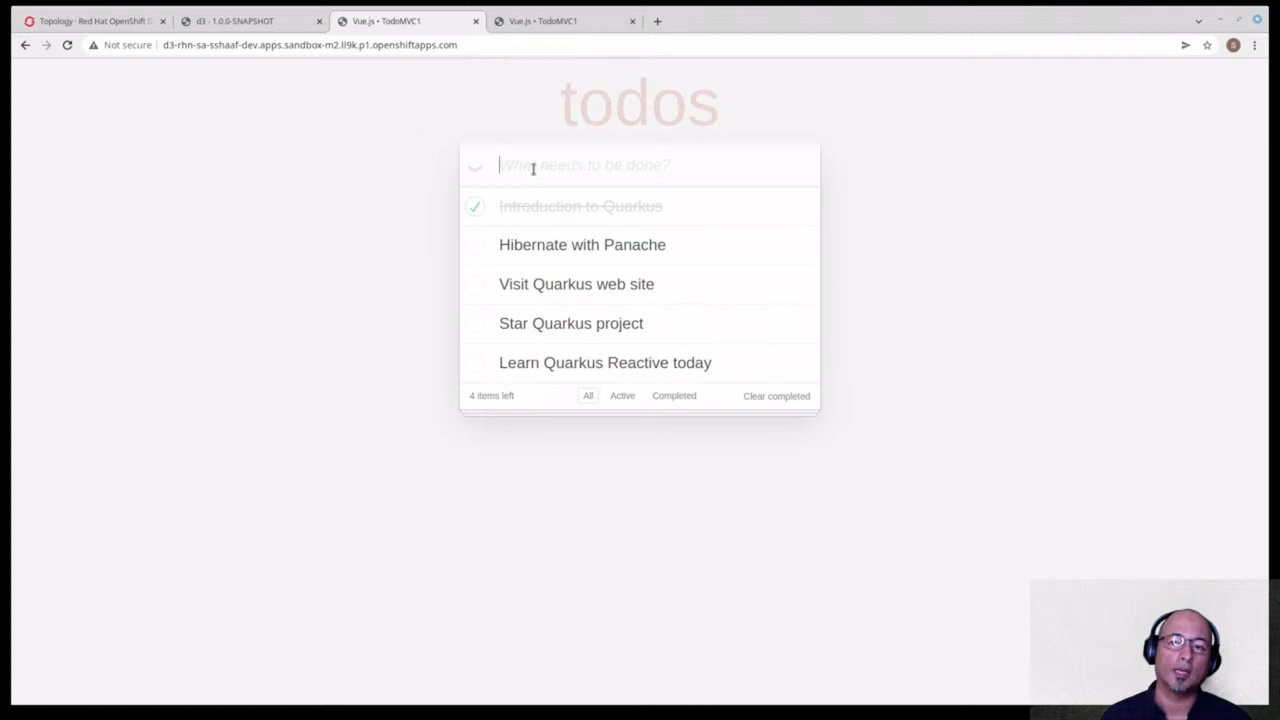 Topology · Red Hat OpenShift D
d3 - 1.0.0-SNAPSHOT
Vue.js • TodoMVC1
Vue.js • TodoMVC1
Not secure
d3-rhn-sa-sshaaf-dev.apps.sandbox-m2.ll9k.p1.openshiftapps.com
S
todos
What needs to be done?
Introduction to Quarkus
Hibernate with Panache
Visit Quarkus web site
Star Quarkus project
Learn Quarkus Reactive today
4 items left
All
Active
Completed
Clear completed